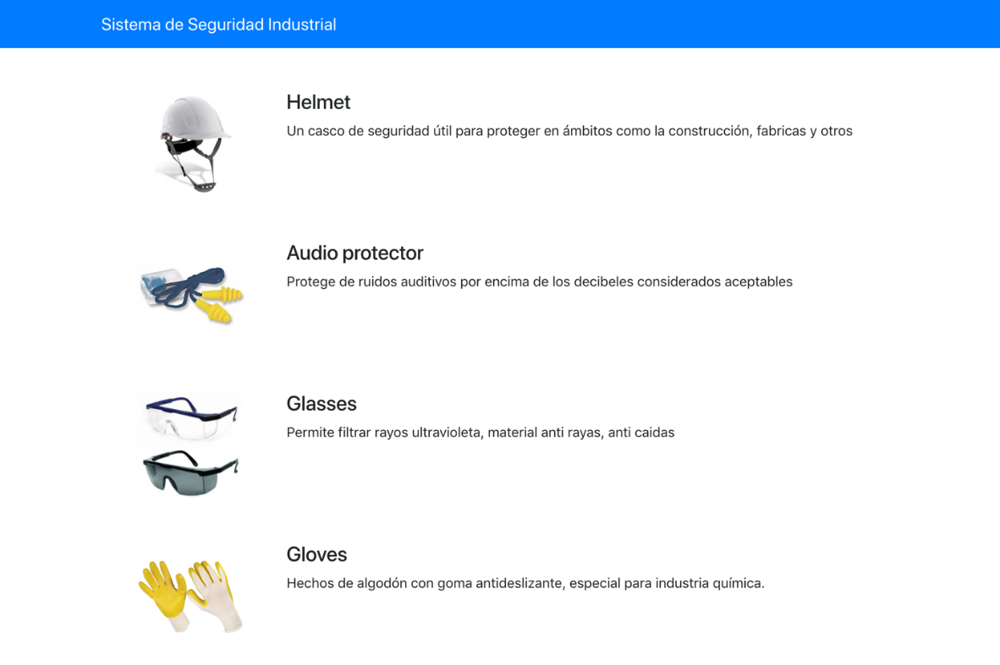 Sistema de Seguridad Industrial
Helmet
Un casco de seguridad útil para proteger en ámbitos como la construcción, fabricas y otros
Audio protector
Protege de ruidos auditivos por encima de los decibeles considerados aceptables
Glasses
Permite filtrar rayos ultravioleta, material anti rayas, anti caidas
Gloves
Hechos de algodón con goma antideslizante, especial para industria química.